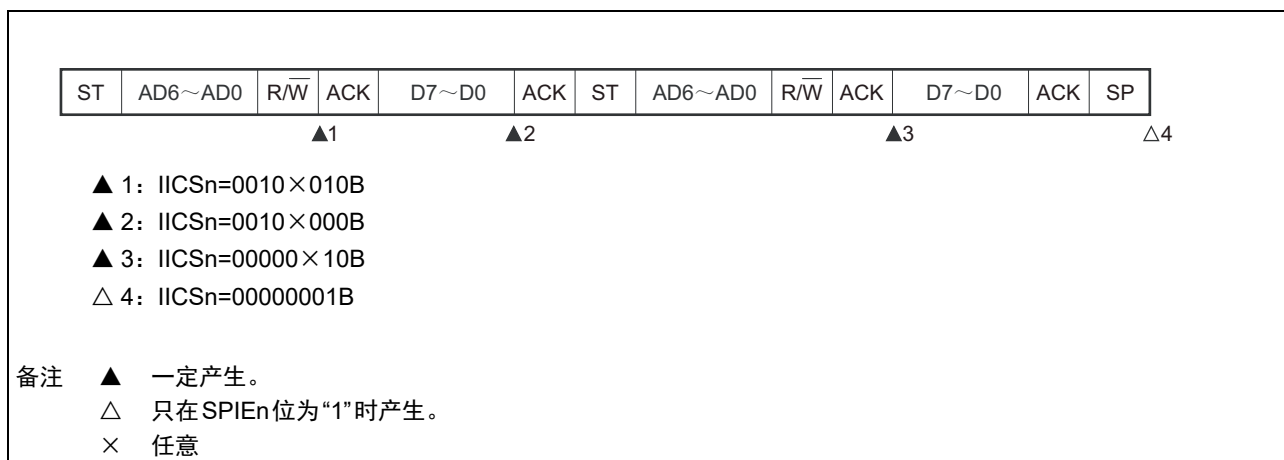 ST AD6～AD0 R/W̅ ACK D7～D0 ACK ST AD6～AD0 R/W̅ ACK D7～D0 ACK SP
▲1 ▲2 ▲3 △4
▲ 1：IICSn=0010×010B
▲ 2：IICSn=0010×000B
▲ 3：IICSn=00000×10B
△ 4：IICSn=00000001B
备注 ▲ 一定产生。
△ 只在SPIEn位为“1”时产生。
× 任意